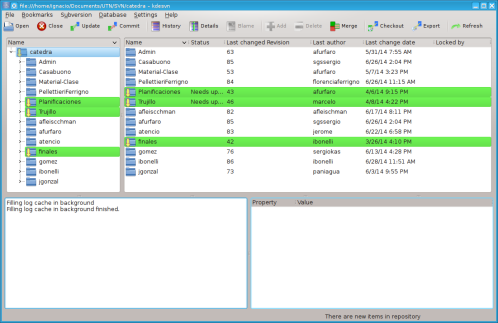 file:///home/ignacio/Documents/UTN/SVN/catedra - kdesvn
File Bookmarks Subversion Database Settings Help
Open Close Update Commit History Details Blame Add Delete Merge Checkout Export Refresh
Name
catedra
Admin
Casabuono
Material-Clase
PellettieriFerrigno
Planificaciones
Trujillo
afleischman
afurfaro
atencio
finales
gomez
ibonelli
jgonzal
Name Status Last changed Revision Last author Last change date Locked by
Admin 63 afurfaro 5/31/14 7:55 AM
Casabuono 85 sgssergio 6/26/14 2:04 PM
Material-Clase 53 afurfaro 5/7/14 3:23 PM
PellettieriFerrigno 84 florenciaferrigno 6/26/14 11:15 AM
Planificaciones Needs up... 43 afurfaro 4/6/14 9:15 PM
Trujillo Needs up... 46 marcelo 4/8/14 4:22 PM
afleischman 82 afleischman 6/17/14 8:11 PM
afurfaro 85 sgssergio 6/26/14 2:04 PM
atencio 83 jerome 6/22/14 6:58 PM
finales 42 ibonelli 3/26/14 4:10 PM
gomez 76 sergiokas 6/13/14 4:28 PM
ibonelli 86 ibonelli 6/28/14 11:51 AM
jgonzal 73 paniagua 6/3/14 9:55 PM
Filling log cache in background
Filling log cache in background finished.
Property Value
There are new items in repository